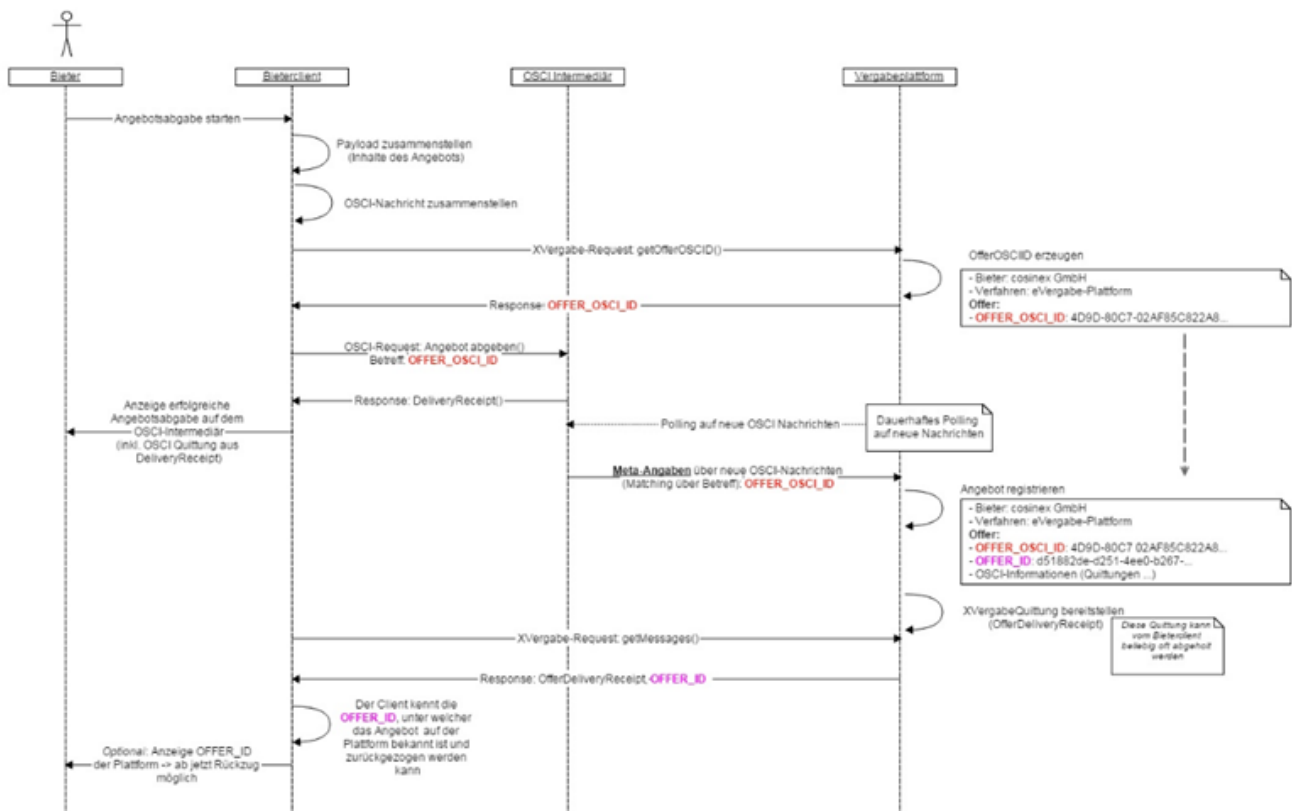 Bieter
Bieterclient
OSCI Intermediär
Vergabeplattform
Angebotsabgabe starten
Payload zusammenstellen
(Inhalte des Angebots)
OSCI-Nachricht zusammenstellen
XVergabe-Request: getOfferOSCID()
OfferOSCIID erzeugen
- Bieter: cosinex GmbH
- Verfahren: eVergabe-Plattform
Offer:
- OFFER_OSCI_ID: 4D9D-80C7-02AF85C822A8...
Response: OFFER_OSCI_ID
OSCI-Request: Angebot abgeben()
Betreff: OFFER_OSCI_ID
Response: DeliveryReceipt()
Anzeige erfolgreiche
Angebotsabgabe auf dem
OSCI-Intermediär
(inkl. OSCI Quittung aus
DeliveryReceipt)
Polling auf neue OSCI Nachrichten
Dauerhaftes Polling
auf neue Nachrichten
Meta-Angaben über neue OSCI-Nachrichten
(Matching über Betreff): OFFER_OSCI_ID
Angebot registrieren
- Bieter: cosinex GmbH
- Verfahren: eVergabe-Plattform
Offer:
- OFFER_OSCI_ID: 4D9D-80C7 02AF85C822A8...
- OFFER_ID: d51882de-d251-4ee0-b267-...
- OSCI-Informationen (Quittungen ...)
XVergabeQuittung bereitstellen
(OfferDeliveryReceipt)
Diese Quittung kann
vom Bieterclient
beliebig oft abgeholt
werden
XVergabe-Request: getMessages()
Response: OfferDeliveryReceipt, OFFER_ID
Der Client kennt die
OFFER_ID, unter welcher
das Angebot auf der
Plattform bekannt ist und
zurückgezogen werden
kann
Optional: Anzeige OFFER_ID
der Plattform -> ab jetzt Rückzug
möglich